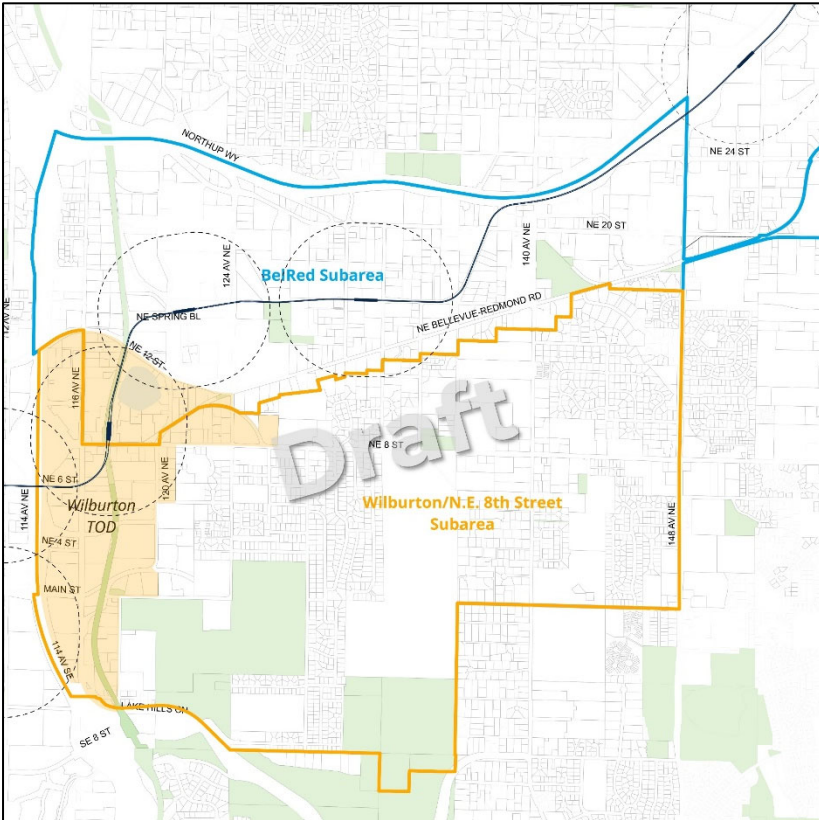 NORTHUP WY
NE 24 ST
NE 20 ST
140 AV NE
124 AV NE
BelRed Subarea
NE SPRING BL
NE BELLEVUE-REDMOND RD
NE 12 ST
116 AV NE
Draft
NE 8 ST
120 AV NE
NE 6 ST
114 AV NE
Wilburton
TOD
Wilburton/N.E. 8th Street
Subarea
148 AV NE
NE 4 ST
MAIN ST
114 AV SE
LAKE HILLS CN
SE 8 ST